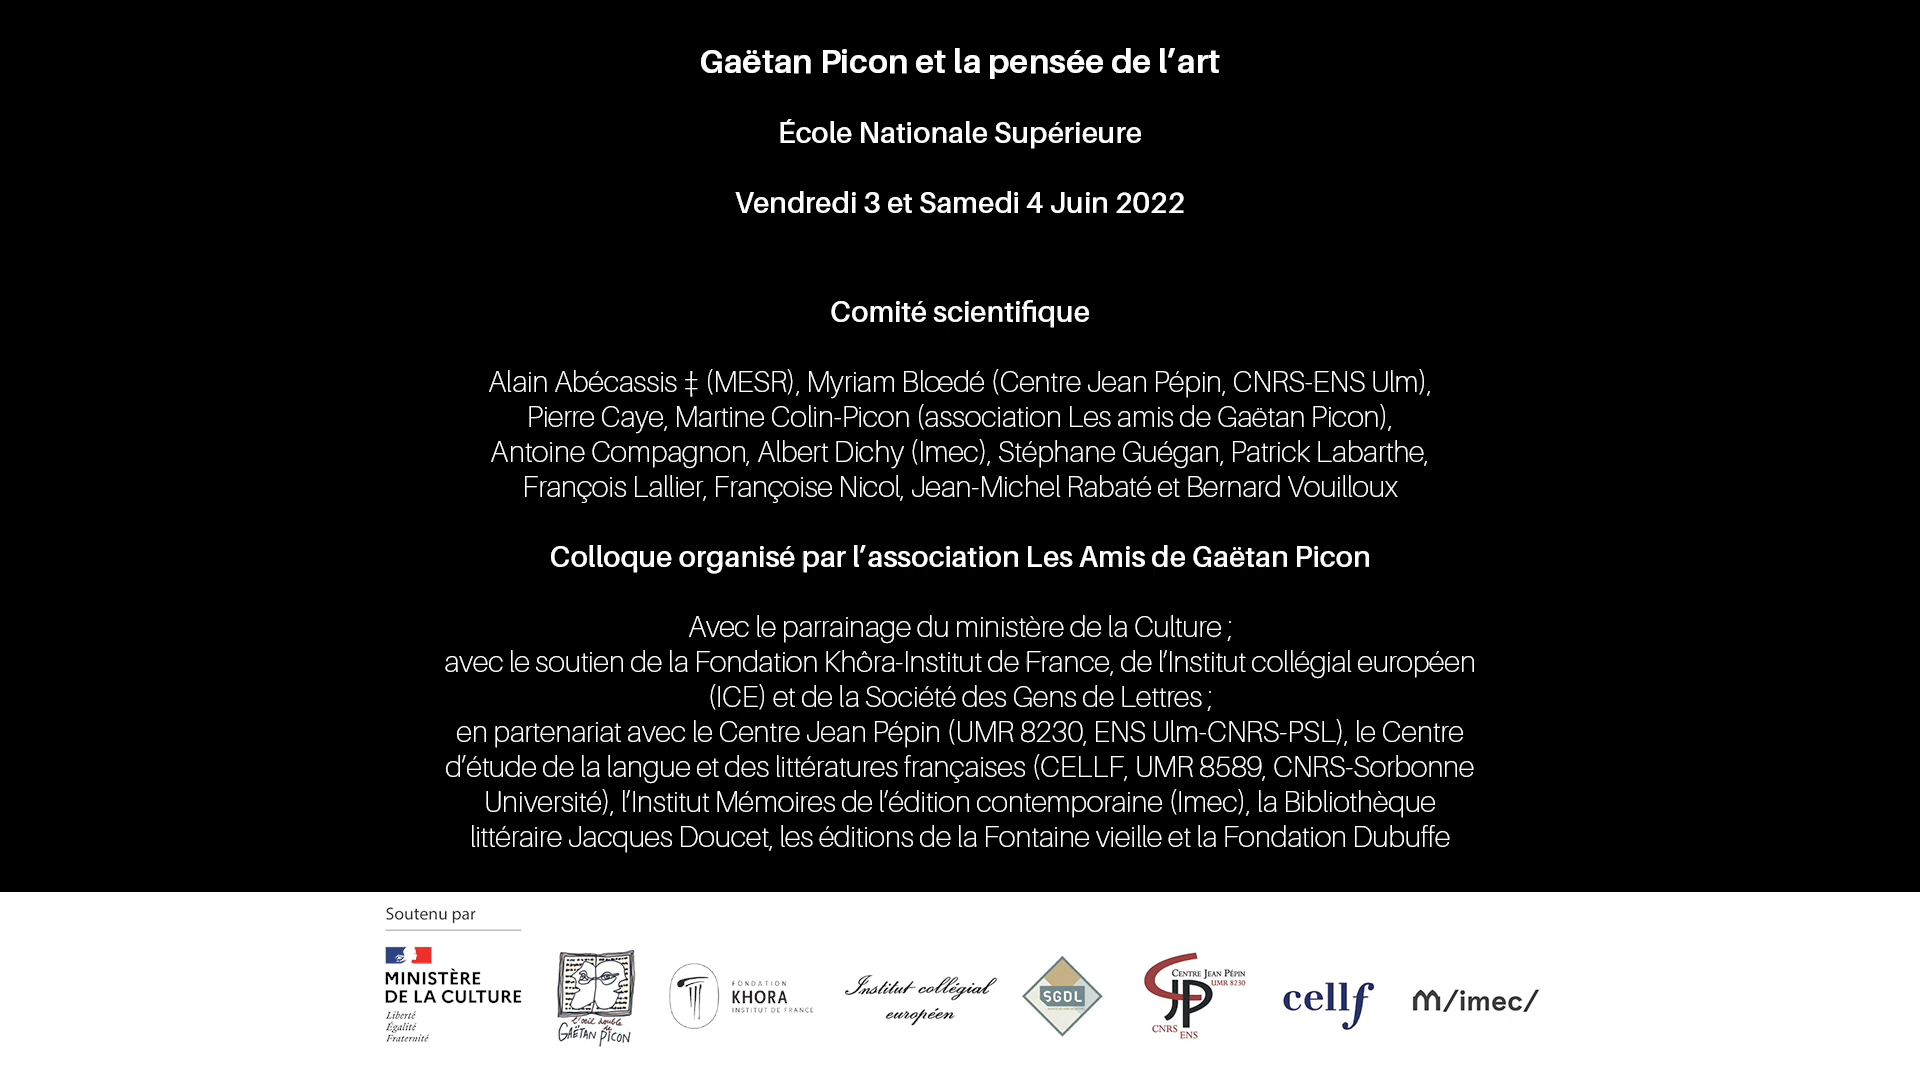 Gaëtan Picon et la pensée de l’art
École Nationale Supérieure
Vendredi 3 et Samedi 4 Juin 2022
Comité scientifique
Alain Abécassis ‡ (MESR), Myriam Blœdé (Centre Jean Pépin, CNRS-ENS Ulm),
Pierre Caye, Martine Colin-Picon (association Les amis de Gaëtan Picon),
Antoine Compagnon, Albert Dichy (Imec), Stéphane Guégan, Patrick Labarthe,
François Lallier, Françoise Nicol, Jean-Michel Rabaté et Bernard Vouilloux
Colloque organisé par l’association Les Amis de Gaëtan Picon
Avec le parrainage du ministère de la Culture ;
avec le soutien de la Fondation Khôra-Institut de France, de l’Institut collégial européen
(ICE) et de la Société des Gens de Lettres ;
en partenariat avec le Centre Jean Pépin (UMR 8230, ENS Ulm-CNRS-PSL), le Centre
d’étude de la langue et des littératures françaises (CELLF, UMR 8589, CNRS-Sorbonne
Université), l’Institut Mémoires de l’édition contemporaine (Imec), la Bibliothèque
littéraire Jacques Doucet, les éditions de la Fontaine vieille et la Fondation Dubuffe
Soutenu par
MINISTÈRE
DE LA CULTURE
Liberté
Égalité
Fraternité
l'œil double
de
GAËTAN PICON
FONDATION
KHORA
INSTITUT DE FRANCE
Institut collégial
européen
SGDL
CENTRE JEAN PÉPIN
UMR 8230
CJP
CNRS
ENS
cellf
m/imec/